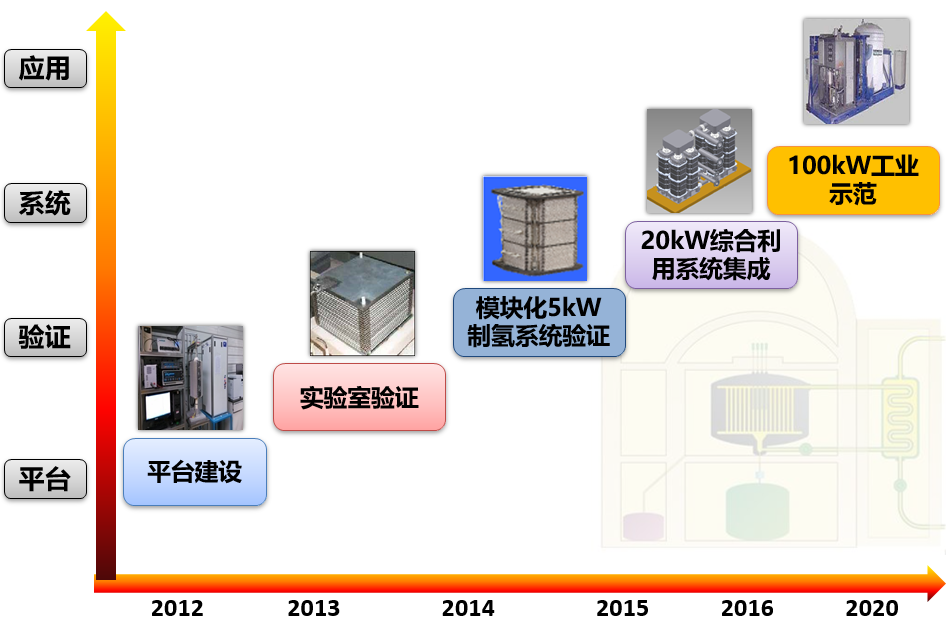 应用
100kW工业
示范
系统
20kW综合利
用系统集成
模块化5kW
制氢系统验证
验证
实验室验证
平台
平台建设
2012
2013
2014
2015
2016
2020